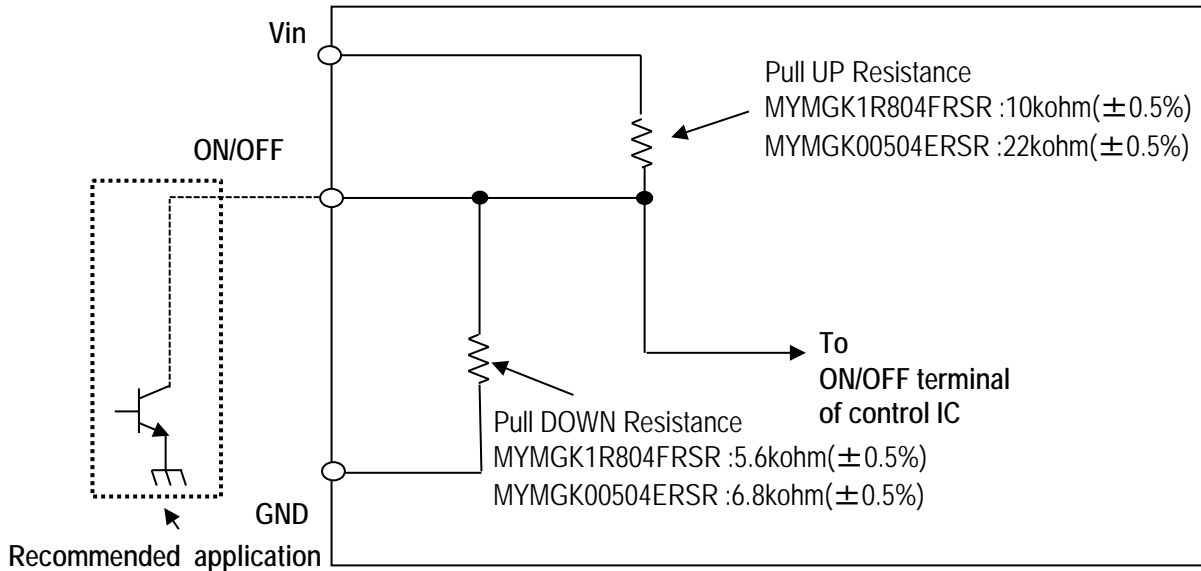 Vin
Pull UP Resistance
MYMGK1R804FRSR :10kohm(±0.5%)
MYMGK00504ERSR :22kohm(±0.5%)
ON/OFF
To
ON/OFF terminal
of control IC
Pull DOWN Resistance
MYMGK1R804FRSR :5.6kohm(±0.5%)
MYMGK00504ERSR :6.8kohm(±0.5%)
GND
Recommended application